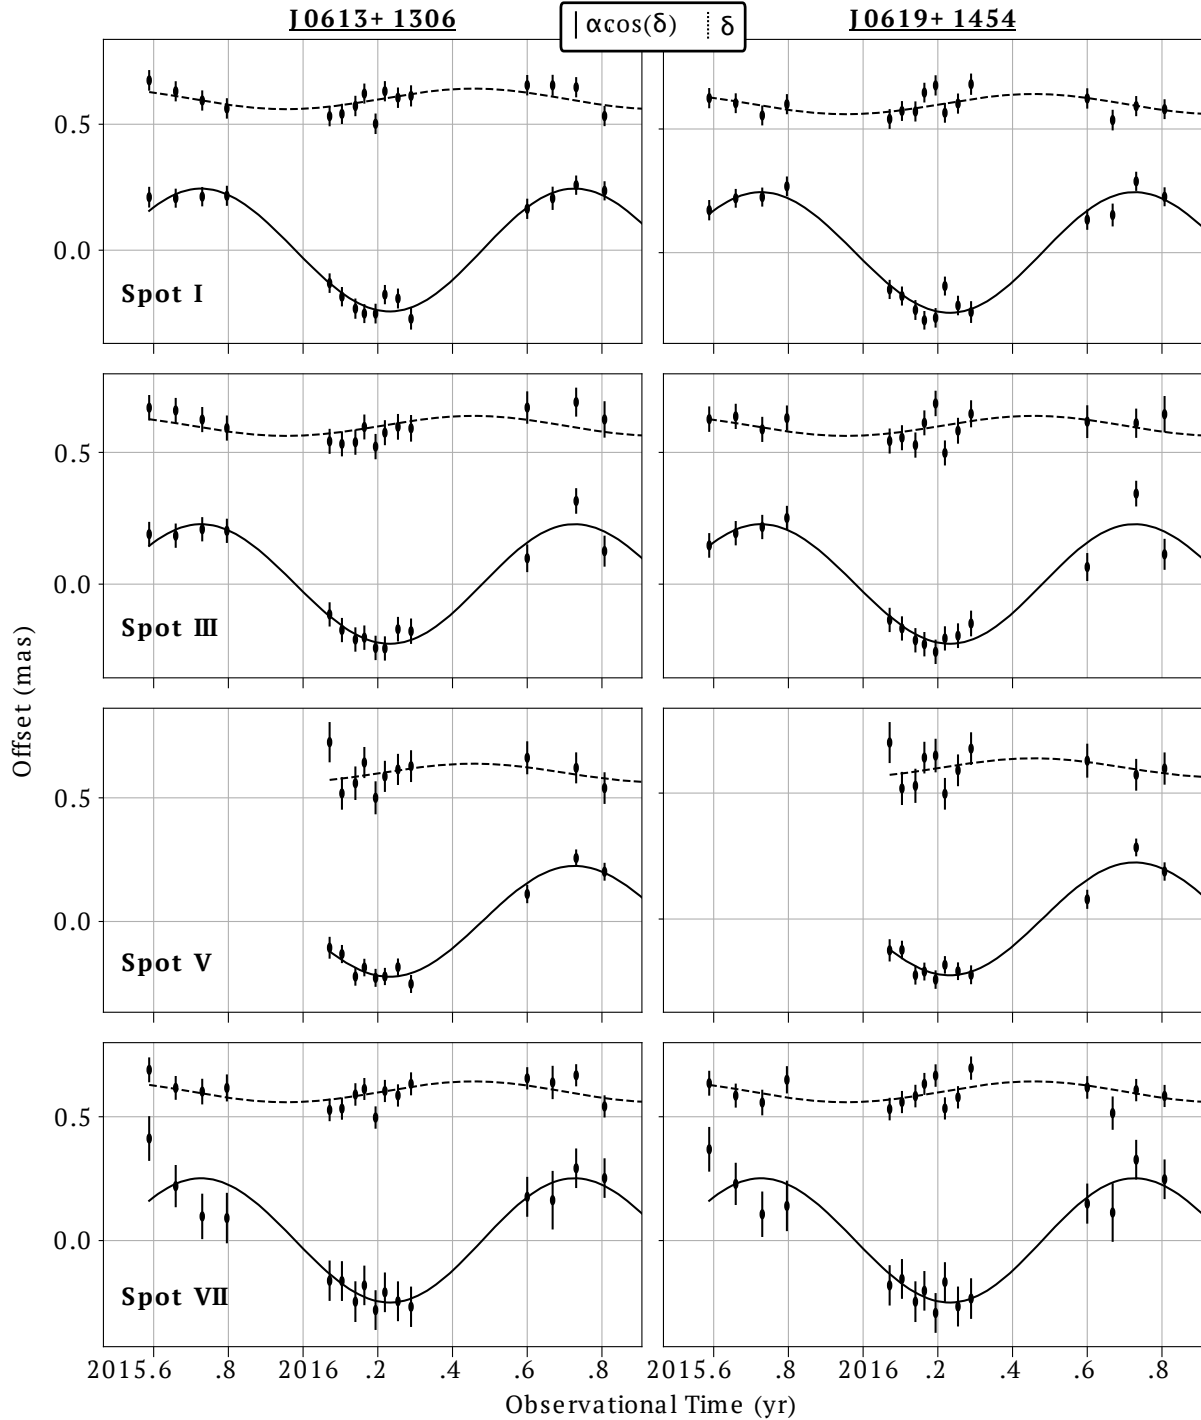 J0613+1306
αcos(δ) δ
J0619+1454
0.5
0.0
Spot I
0.5
0.0
Spot III
0.5
0.0
Spot V
0.5
0.0
Spot VII
Offset (mas)
2015.6 .8 2016 .2 .4 .6 .8
2015.6 .8 2016 .2 .4 .6 .8
Observational Time (yr)